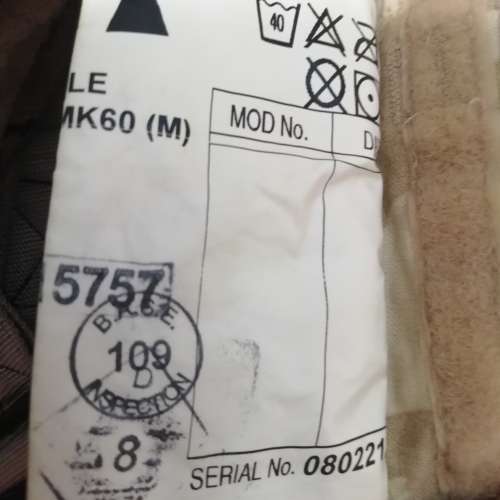 40
LE
MK60 (M)
MOD No.
5757
109
D
INSPECTION
8
SERIAL No. 080221